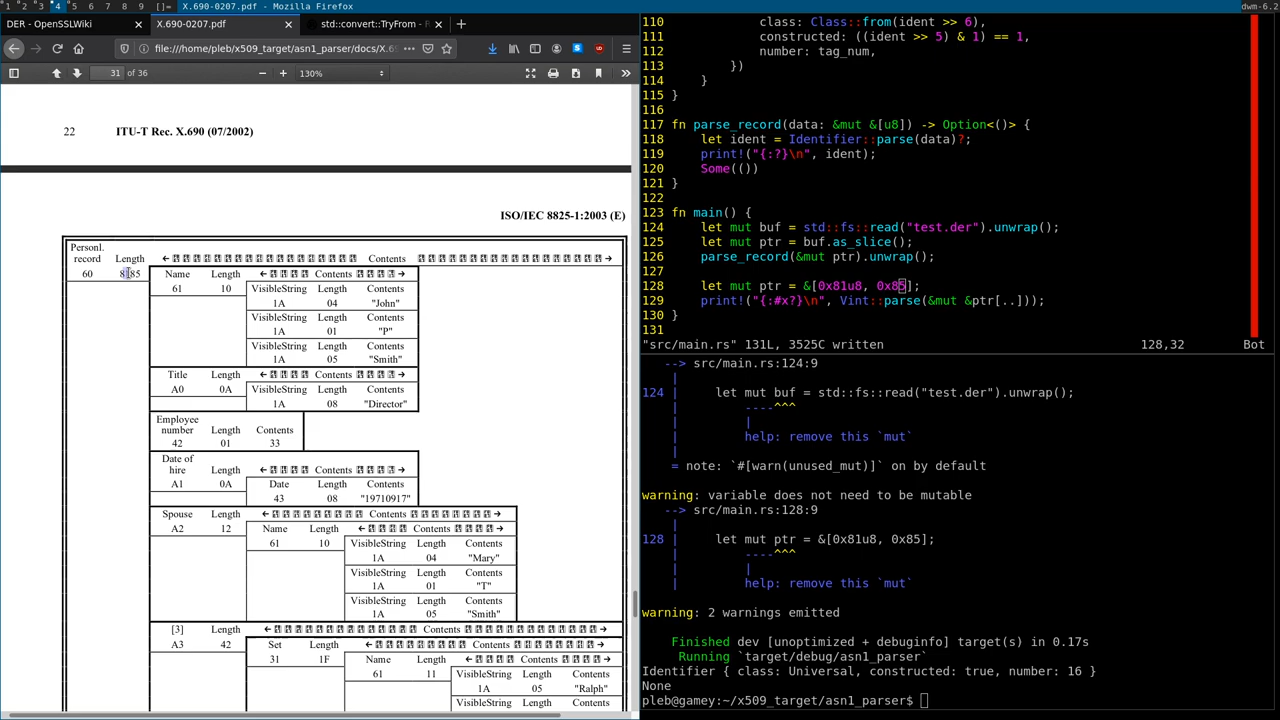 1 2 3 4 5 6 7 8 9 []= X.690-0207.pdf - Mozilla Firefox dwm-6.2
DER - OpenSSLWiki
X.690-0207.pdf
std::convert::TryFrom - R
file:///home/pleb/x509_target/asn1_parser/docs/X.6
31 of 36
130%
22 ITU-T Rec. X.690 (07/2002)
ISO/IEC 8825-1:2003 (E)
Personl.
record Length Contents
60 8185 Name Length Contents
61 10 VisibleString Length Contents
1A 04 "John"
VisibleString Length Contents
1A 01 "P"
VisibleString Length Contents
1A 05 "Smith"
Title Length Contents
A0 0A VisibleString Length Contents
1A 08 "Director"
Employee
number Length Contents
42 01 33
Date of
hire Length Contents
A1 0A Date Length Contents
43 08 "19710917"
Spouse Length Contents
A2 12 Name Length Contents
61 10 VisibleString Length Contents
1A 04 "Mary"
VisibleString Length Contents
1A 01 "T"
VisibleString Length Contents
1A 05 "Smith"
[3] Length Contents
A3 42 Set Length Contents
31 1F Name Length Contents
61 11 VisibleString Length Contents
1A 05 "Ralph"
VisibleString Length Contents
110 class: Class::from(ident >> 6),
111 constructed: ((ident >> 5) & 1) == 1,
112 number: tag_num,
113 })
114 }
115 }
116
117 fn parse_record(data: &mut &[u8]) -> Option<()> {
118 let ident = Identifier::parse(data)?;
119 print!("{:?}\n", ident);
120 Some(())
121 }
122
123 fn main() {
124 let mut buf = std::fs::read("test.der").unwrap();
125 let mut ptr = buf.as_slice();
126 parse_record(&mut ptr).unwrap();
127
128 let mut ptr = &[0x81u8, 0x85];
129 print!("{:#x?}\n", Vint::parse(&mut &ptr[..]));
130 }
131
"src/main.rs" 131L, 3525C written 128,32 Bot
--> src/main.rs:124:9
|
124 | let mut buf = std::fs::read("test.der").unwrap();
| ----^^^
| |
| help: remove this `mut`
|
= note: `#[warn(unused_mut)]` on by default
warning: variable does not need to be mutable
--> src/main.rs:128:9
|
128 | let mut ptr = &[0x81u8, 0x85];
| ----^^^
| |
| help: remove this `mut`
warning: 2 warnings emitted
Finished dev [unoptimized + debuginfo] target(s) in 0.17s
Running `target/debug/asn1_parser`
Identifier { class: Universal, constructed: true, number: 16 }
None
pleb@gamey:~/x509_target/asn1_parser$